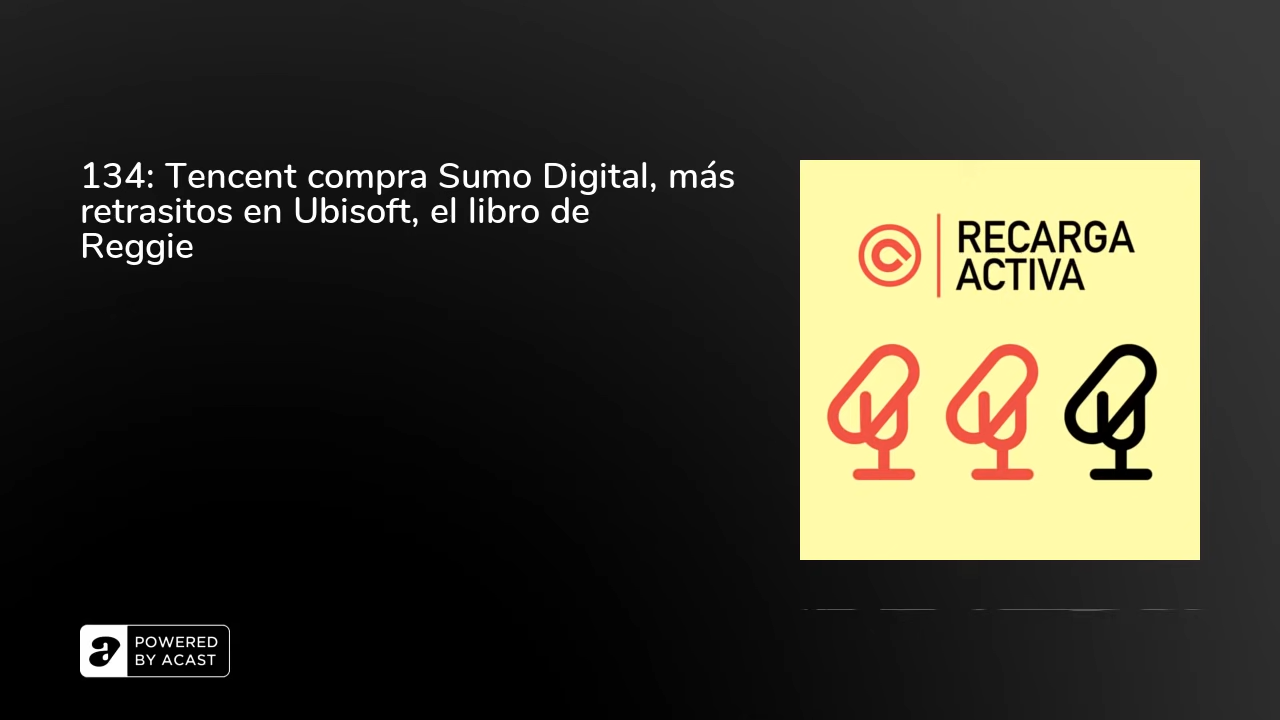 134: Tencent compra Sumo Digital, más
retrasitos en Ubisoft, el libro de
Reggie
RECARGA
ACTIVA
POWERED
BY ACAST